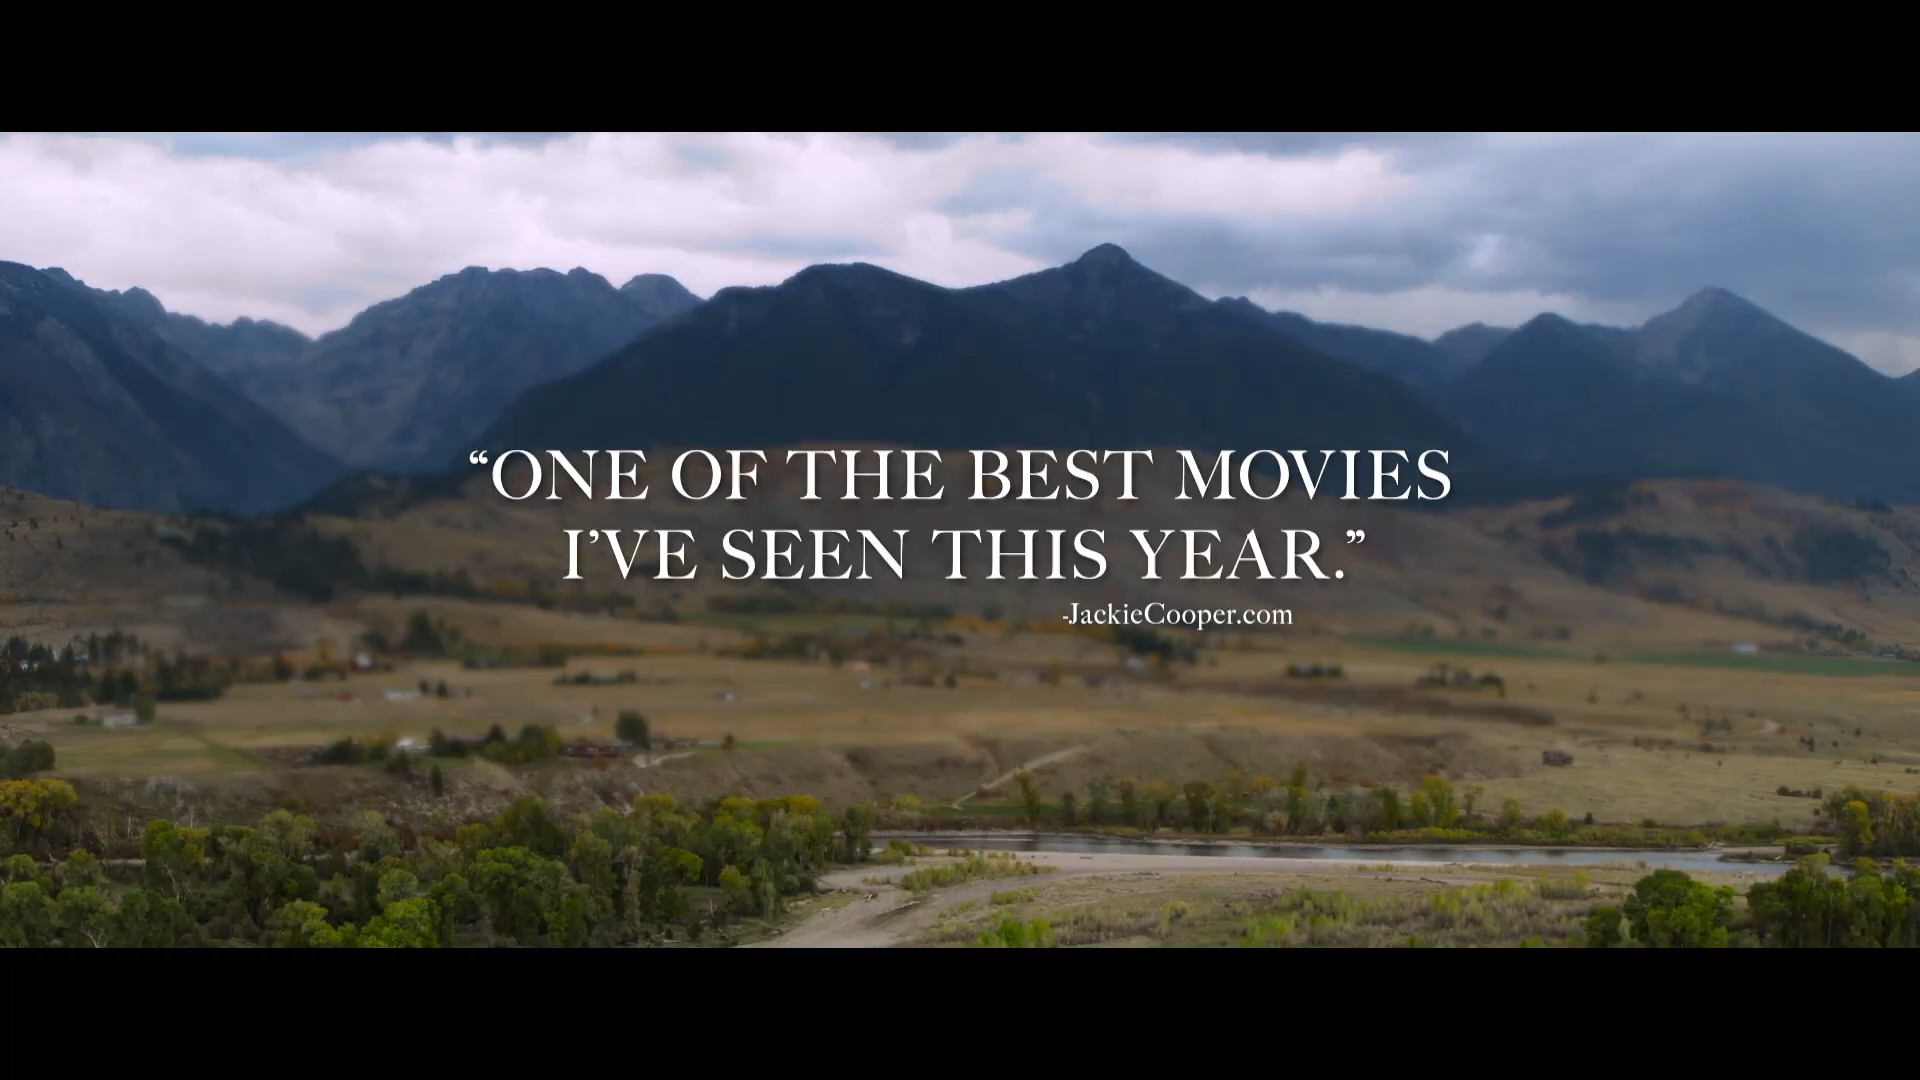 “ONE OF THE BEST MOVIES
I’VE SEEN THIS YEAR.”
-JackieCooper.com